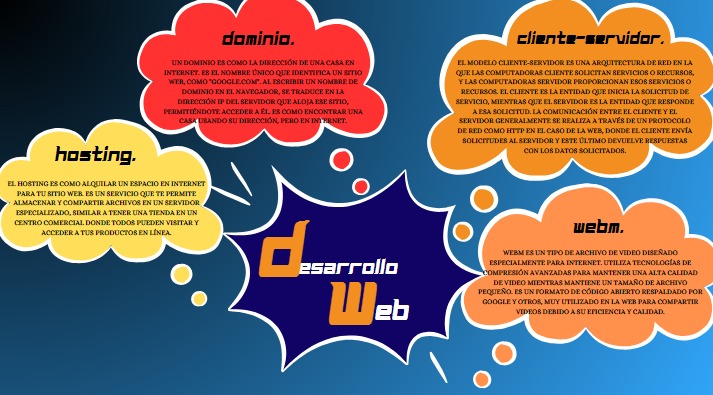 dominio.
UN DOMINIO ES COMO LA DIRECCIÓN DE UNA CASA EN
INTERNET. ES EL NOMBRE ÚNICO QUE IDENTIFICA UN SITIO
WEB, COMO "GOOGLE.COM". AL ESCRIBIR UN NOMBRE DE
DOMINIO EN EL NAVEGADOR, SE TRADUCE EN LA
DIRECCIÓN IP DEL SERVIDOR QUE ALOJA ESE SITIO,
PERMITIÉNDOTE ACCEDER A ÉL. ES COMO ENCONTRAR UNA
CASA USANDO SU DIRECCIÓN, PERO EN INTERNET.
cliente-servidor.
EL MODELO CLIENTE-SERVIDOR ES UNA ARQUITECTURA DE RED EN LA
QUE LAS COMPUTADORAS CLIENTE SOLICITAN SERVICIOS O RECURSOS,
Y LAS COMPUTADORAS SERVIDOR PROPORCIONAN ESOS SERVICIOS O
RECURSOS. EL CLIENTE ES LA ENTIDAD QUE INICIA LA SOLICITUD DE
SERVICIO, MIENTRAS QUE EL SERVIDOR ES LA ENTIDAD QUE RESPONDE
A ESA SOLICITUD. LA COMUNICACIÓN ENTRE EL CLIENTE Y EL
SERVIDOR GENERALMENTE SE REALIZA A TRAVÉS DE UN PROTOCOLO
DE RED COMO HTTP EN EL CASO DE LA WEB, DONDE EL CLIENTE ENVÍA
SOLICITUDES AL SERVIDOR Y ESTE ÚLTIMO DEVUELVE RESPUESTAS
CON LOS DATOS SOLICITADOS.
hosting.
EL HOSTING ES COMO ALQUILAR UN ESPACIO EN INTERNET
PARA TU SITIO WEB. ES UN SERVICIO QUE TE PERMITE
ALMACENAR Y COMPARTIR ARCHIVOS EN UN SERVIDOR
ESPECIALIZADO, SIMILAR A TENER UNA TIENDA EN UN
CENTRO COMERCIAL DONDE TODOS PUEDEN VISITAR Y
ACCEDER A TUS PRODUCTOS EN LÍNEA.
desarrollo
Web
webm.
WEBM ES UN TIPO DE ARCHIVO DE VIDEO DISEÑADO
ESPECIALMENTE PARA INTERNET. UTILIZA TECNOLOGÍAS DE
COMPRESIÓN AVANZADAS PARA MANTENER UNA ALTA CALIDAD
DE VIDEO MIENTRAS MANTIENE UN TAMAÑO DE ARCHIVO
PEQUEÑO. ES UN FORMATO DE CÓDIGO ABIERTO RESPALDADO POR
GOOGLE Y OTROS, MUY UTILIZADO EN LA WEB PARA COMPARTIR
VIDEOS DEBIDO A SU EFICIENCIA Y CALIDAD.